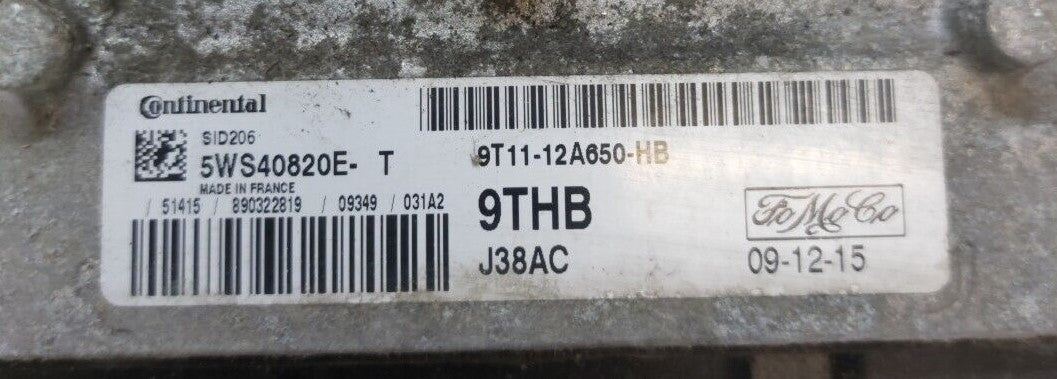 Continental
SID206
5WS40820E- T
MADE IN FRANCE
/ 51415 / 890322819 / 09349 / 031A2
9T11-12A650-HB
9THB
J38AC
FoMoCo
09-12-15